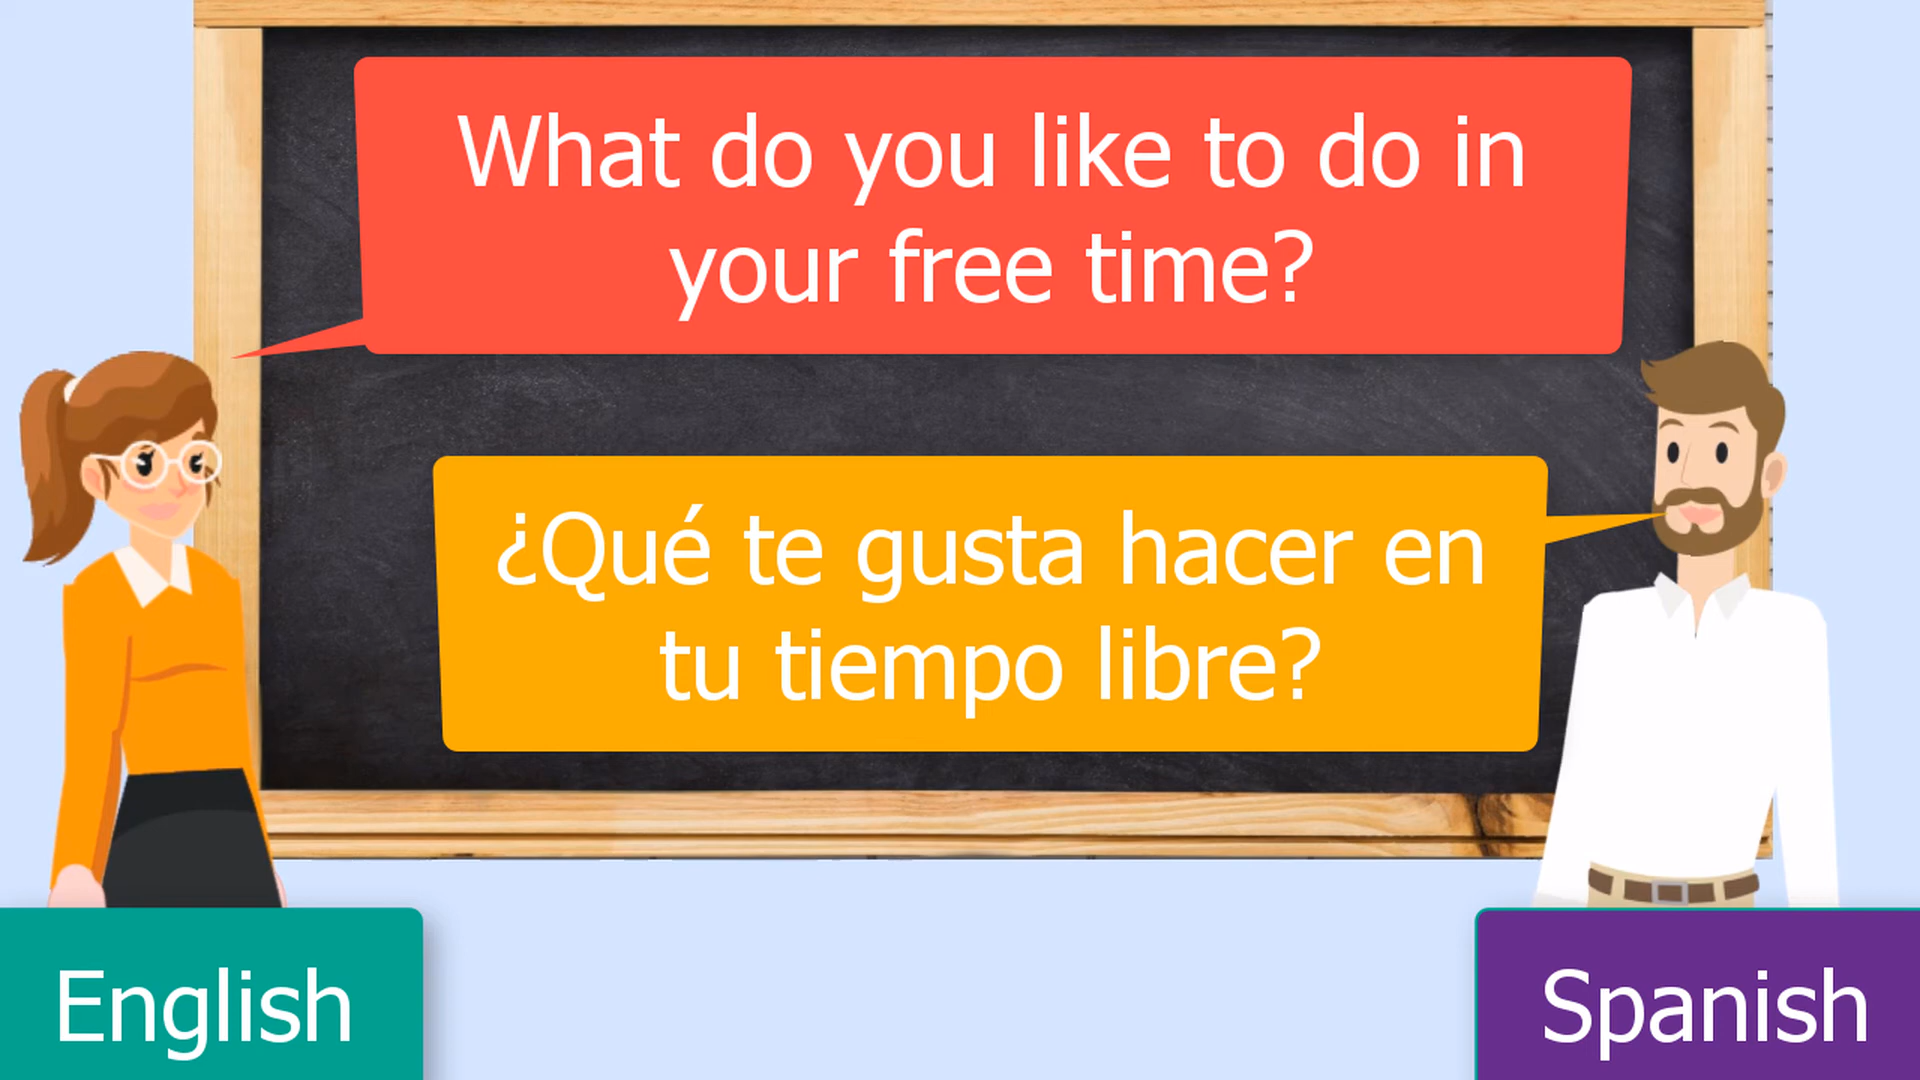 What do you like to do in
your free time?
¿Qué te gusta hacer en
tu tiempo libre?
English
Spanish